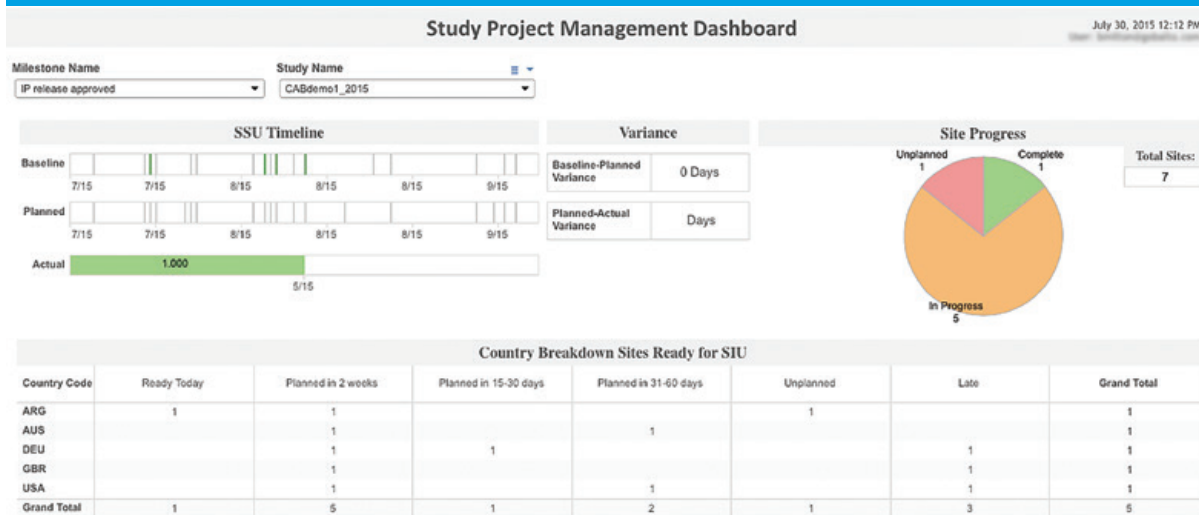 Study Project Management Dashboard
July 30, 2015 12:12 PM
Milestone Name
Study Name
IP release approved
CABdemo1_2015
SSU Timeline
Variance
Site Progress
Baseline
7/15 7/15 8/15 8/15 8/15 9/15
Planned
7/15 7/15 8/15 8/15 8/15 9/15
Actual
1.000
5/15
Baseline-Planned
Variance
0 Days
Planned-Actual
Variance
Days
Unplanned
1
Complete
1
In Progress
5
Total Sites:
7
Country Breakdown Sites Ready for SIU
Country Code Ready Today Planned in 2 weeks Planned in 15-30 days Planned in 31-60 days Unplanned Late Grand Total
ARG 1 1 1 1
AUS 1 1 1
DEU 1 1 1 1
GBR 1 1 1
USA 1 1 1 1
Grand Total 1 5 1 2 1 3 5